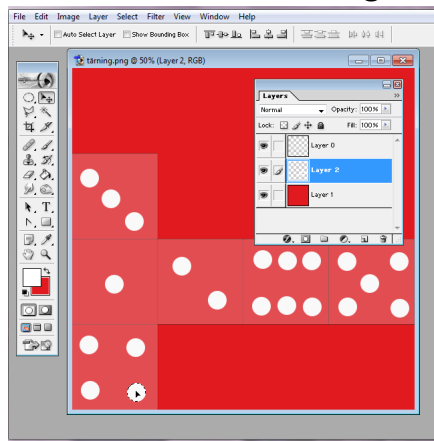 File Edit Image Layer Select Filter View Window Help
Auto Select Layer Show Bounding Box
tärning.png @ 50% (Layer 2, RGB)
Layers
Normal Opacity: 100%
Lock: Fill: 100%
Layer 0
Layer 2
Layer 1
T